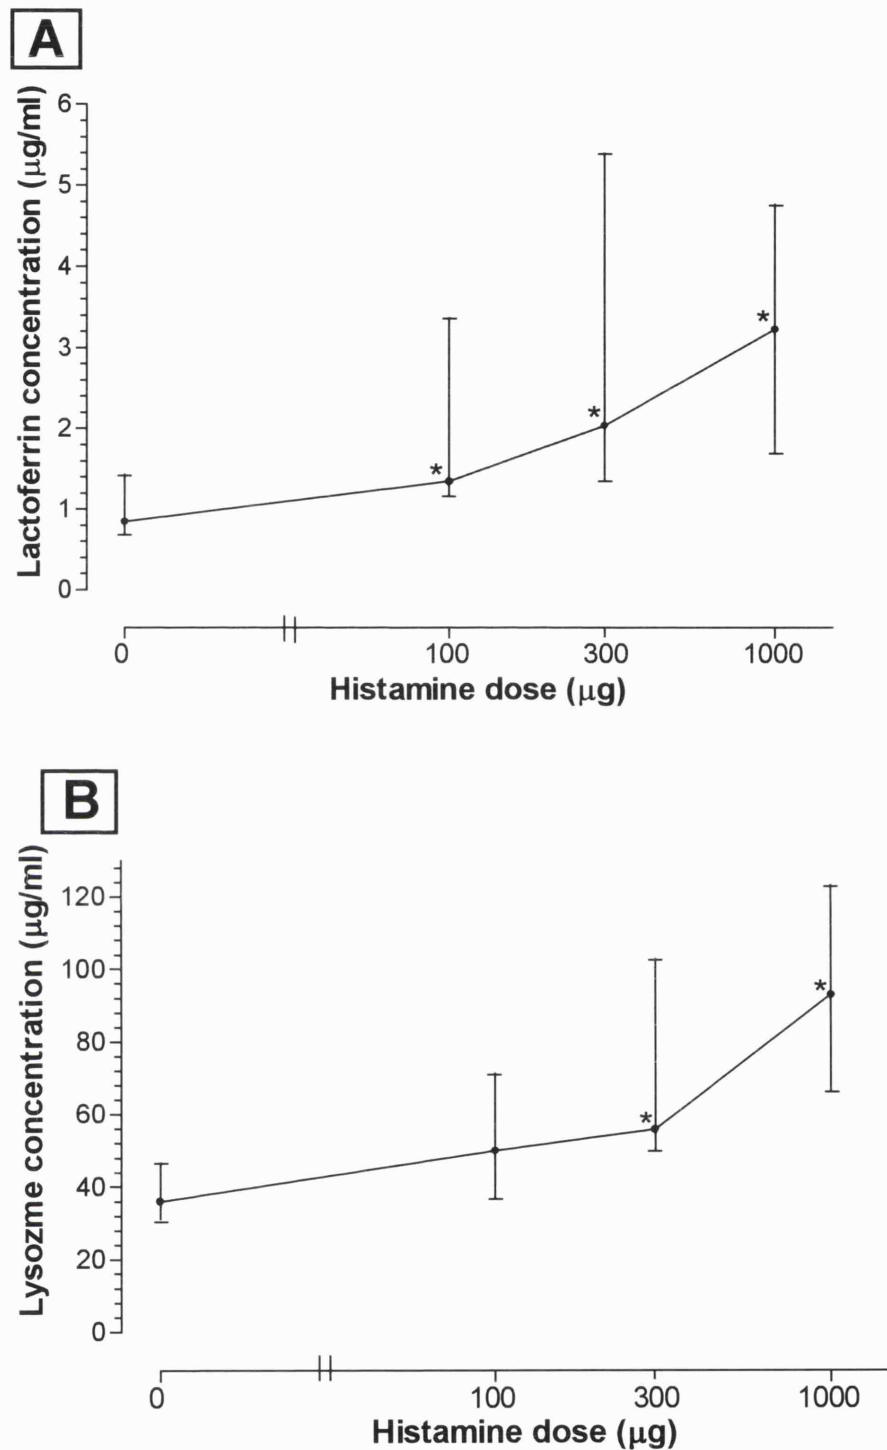 A
Lactoferrin concentration (µg/ml)
6
5
4
3
2
1
0
*
*
*
0 100 300 1000
Histamine dose (µg)
B
Lysozme concentration (µg/ml)
120
100
80
60
40
20
0
*
*
0 100 300 1000
Histamine dose (µg)